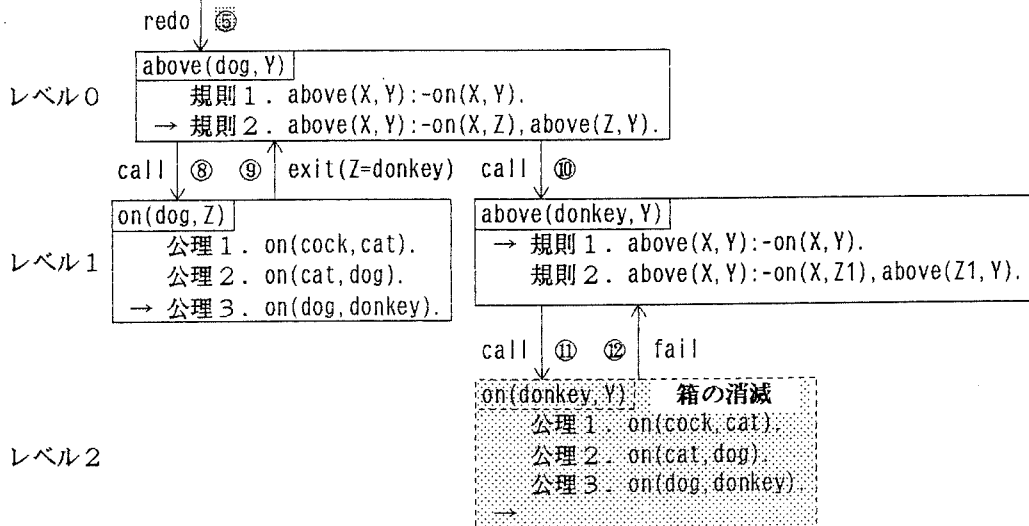 redo ⑤
above(dog,Y)
レベル0
規則1. above(X,Y):-on(X,Y).
→ 規則2. above(X,Y):-on(X,Z),above(Z,Y).
call ⑧ ⑨ exit(Z=donkey) call ⑩
on(dog,Z)
公理1. on(cock,cat).
公理2. on(cat,dog).
→ 公理3. on(dog,donkey).
レベル1
above(donkey,Y)
→ 規則1. above(X,Y):-on(X,Y).
規則2. above(X,Y):-on(X,Z1),above(Z1,Y).
call ⑪ ⑫ fail
on(donkey,Y) 箱の消滅
公理1. on(cock,cat).
公理2. on(cat,dog).
公理3. on(dog,donkey).
→
レベル2